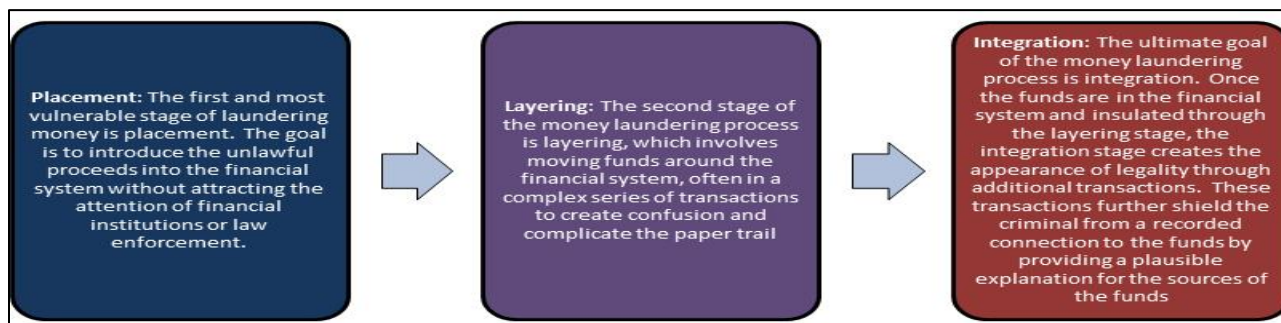 Placement: The first and most
vulnerable stage of laundering
money is placement. The goal
is to introduce the unlawful
proceeds into the financial
system without attracting the
attention of financial
institutions or law
enforcement.
Layering: The second stage of
the money laundering process
is layering, which involves
moving funds around the
financial system, often in a
complex series of transactions
to create confusion and
complicate the paper trail
Integration: The ultimate goal
of the money laundering
process is integration. Once
the funds are in the financial
system and insulated through
the layering stage, the
integration stage creates the
appearance of legality through
additional transactions. These
transactions further shield the
criminal from a recorded
connection to the funds by
providing a plausible
explanation for the sources of
the funds